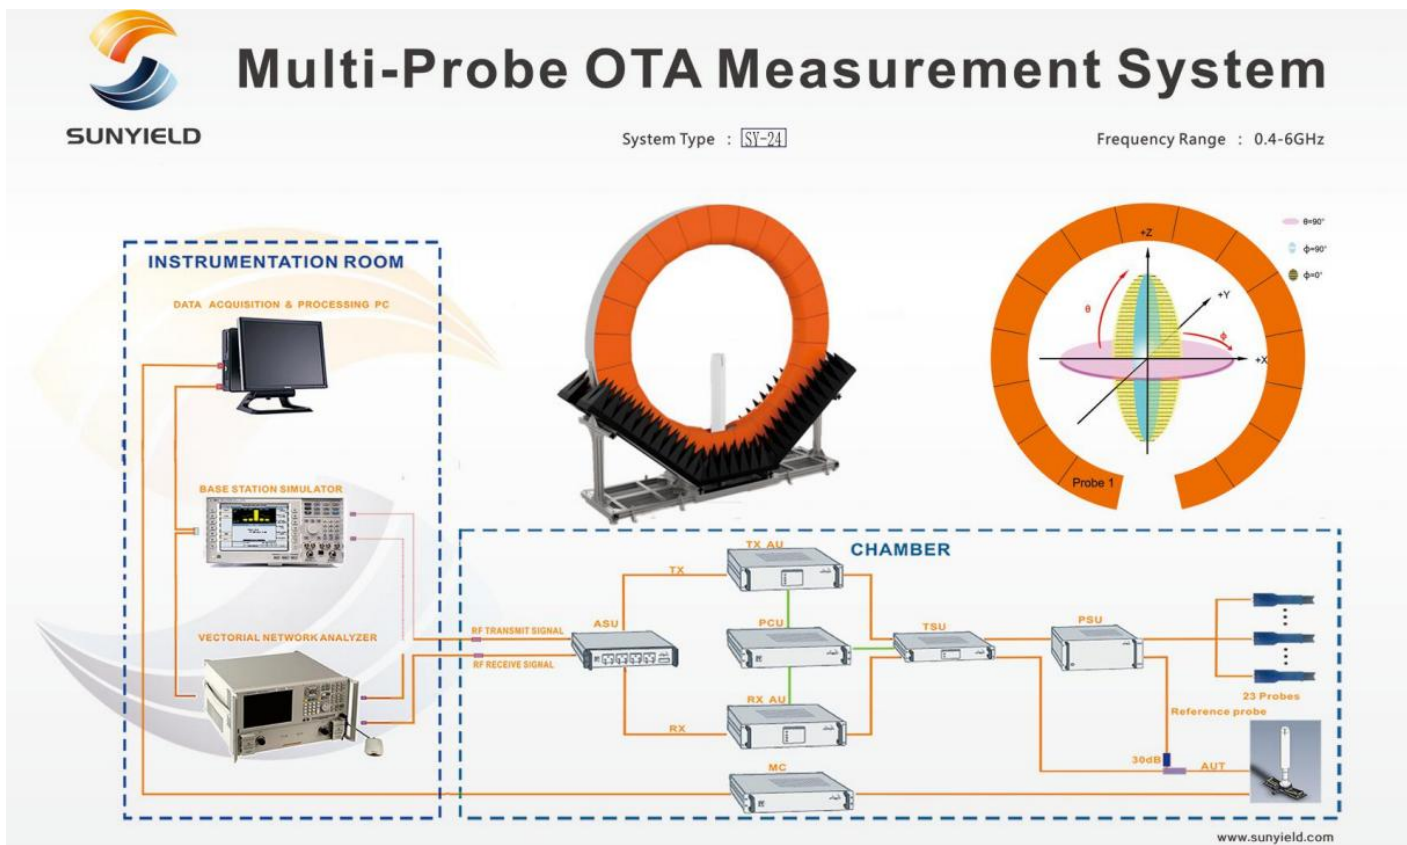 Multi-Probe OTA Measurement System
SUNYIELD
System Type : SY-24
Frequency Range : 0.4-6GHz
INSTRUMENTATION ROOM
DATA ACQUISITION & PROCESSING PC
BASE STATION SIMULATOR
VECTORIAL NETWORK ANALYZER
+Z
+Y
+X
θ
ϕ
Probe 1
θ=90°
ϕ=90°
ϕ=0°
CHAMBER
TX AU
TX
ASU
PCU
TSU
PSU
RF TRANSMIT SIGNAL
RF RECEIVE SIGNAL
RX AU
RX
23 Probes
Reference probe
30dB
AUT
MC
www.sunyield.com